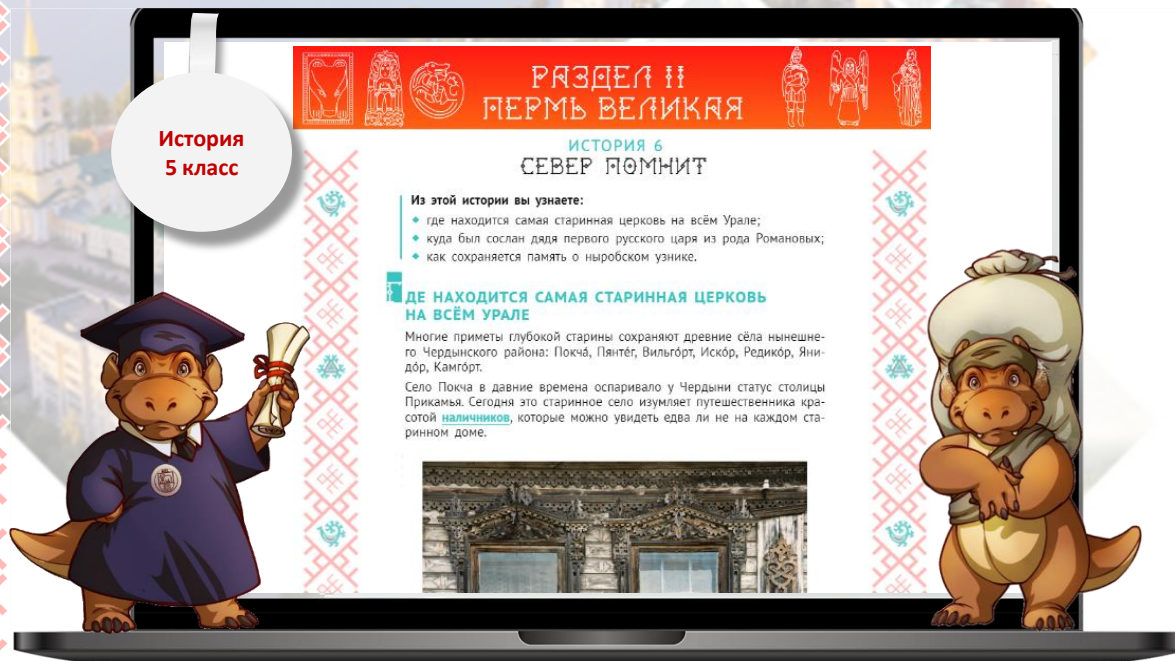 История
5 класс
РАЗДЕЛ II
ПЕРМЬ ВЕЛИКАЯ
ИСТОРИЯ 6
СЕВЕР ПОМНИТ
Из этой истории вы узнаете:
где находится самая старинная церковь на всём Урале;
куда был сослан дядя первого русского царя из рода Романовых;
как сохраняется память о ныробском узнике.
ГДЕ НАХОДИТСЯ САМАЯ СТАРИННАЯ ЦЕРКОВЬ
НА ВСЁМ УРАЛЕ
Многие приметы глубокой старины сохраняют древние сёла нынешне-
го Чердынского района: Покча́, Пянте́г, Вильго́рт, Иско́р, Редико́р, Яни-
до́р, Камго́рт.
Село Покча в давние времена оспаривало у Чердыни статус столицы
Прикамья. Сегодня это старинное село изумляет путешественника кра-
сотой наличников, которые можно увидеть едва ли не на каждом ста-
ринном доме.